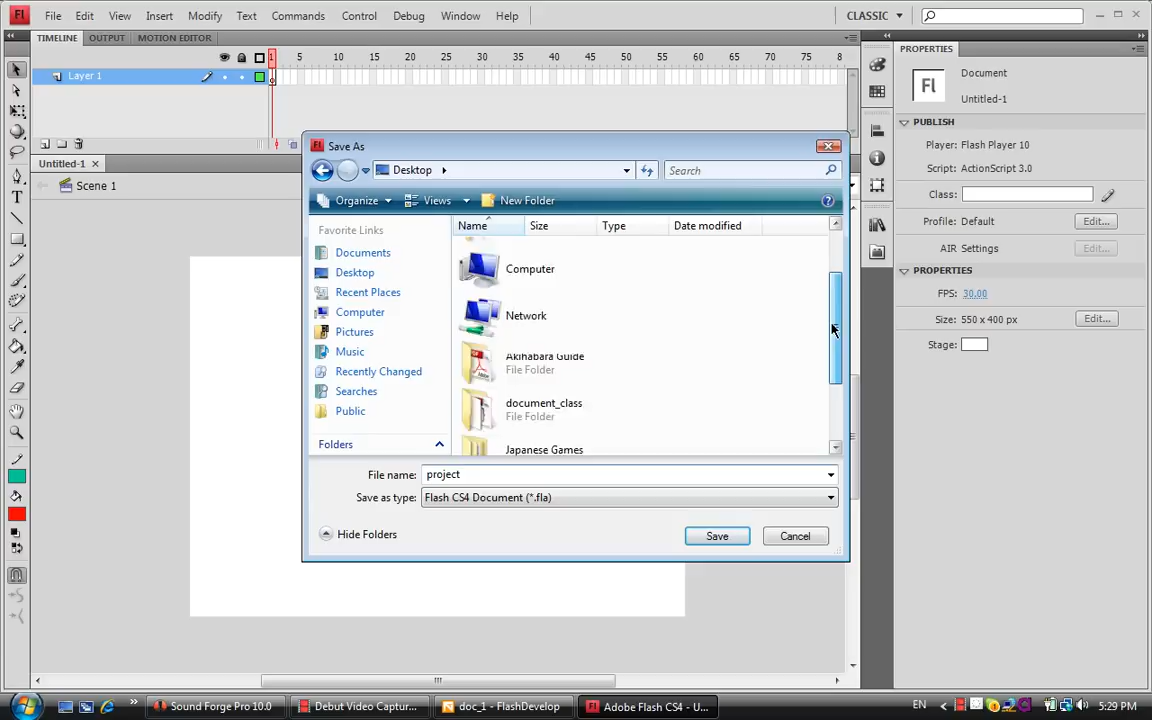 Fl File Edit View Insert Modify Text Commands Control Debug Window Help CLASSIC
TIMELINE OUTPUT MOTION EDITOR
1 5 10 15 20 25 30 35 40 45 50 55 60 65 70 75 8
Layer 1
Untitled-1
Scene 1
Save As
Desktop
Search
Organize Views New Folder
Favorite Links
Documents
Desktop
Recent Places
Computer
Pictures
Music
Recently Changed
Searches
Public
Folders
Name Size Type Date modified
Computer
Network
Akihabara Guide
File Folder
document_class
File Folder
Japanese Games
File name: project
Save as type: Flash CS4 Document (*.fla)
Hide Folders
Save Cancel
PROPERTIES
Fl
Document
Untitled-1
PUBLISH
Player: Flash Player 10
Script: ActionScript 3.0
Class:
Profile: Default Edit...
AIR Settings Edit...
PROPERTIES
FPS: 30.00
Size: 550 x 400 px Edit...
Stage:
Sound Forge Pro 10.0 Debut Video Captur... doc_1 - FlashDevelop Fl Adobe Flash CS4 - U... EN 5:29 PM